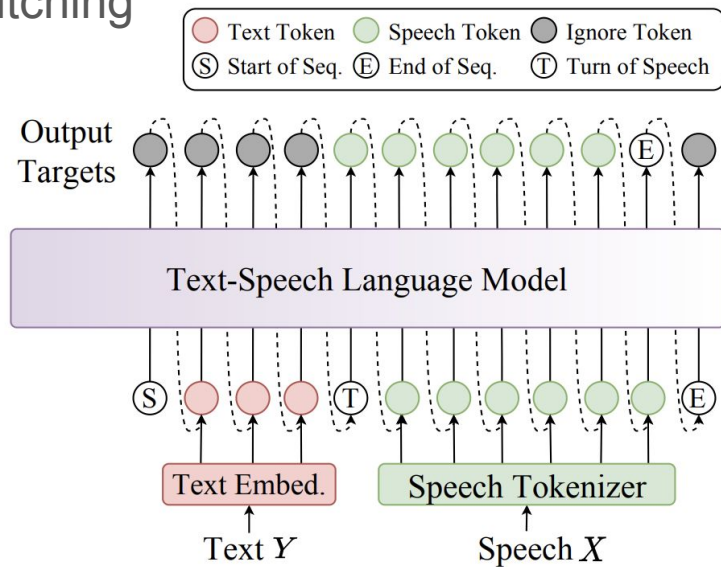 Text Token Speech Token Ignore Token
S Start of Seq. E End of Seq. T Turn of Speech
Output
Targets
E
Text-Speech Language Model
S T E
Text Embed. Speech Tokenizer
Text Y Speech X